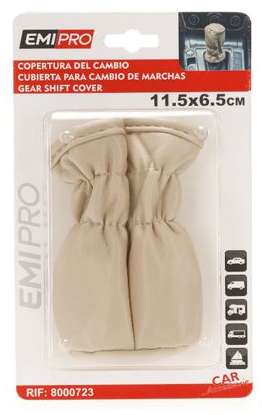 EMIPRO
COPERTURA DEL CAMBIO
CUBIERTA PARA CAMBIO DE MARCHAS
GEAR SHIFT COVER
11.5x6.5CM
EMIPRO
CAR
Accessories
RIF: 8000723